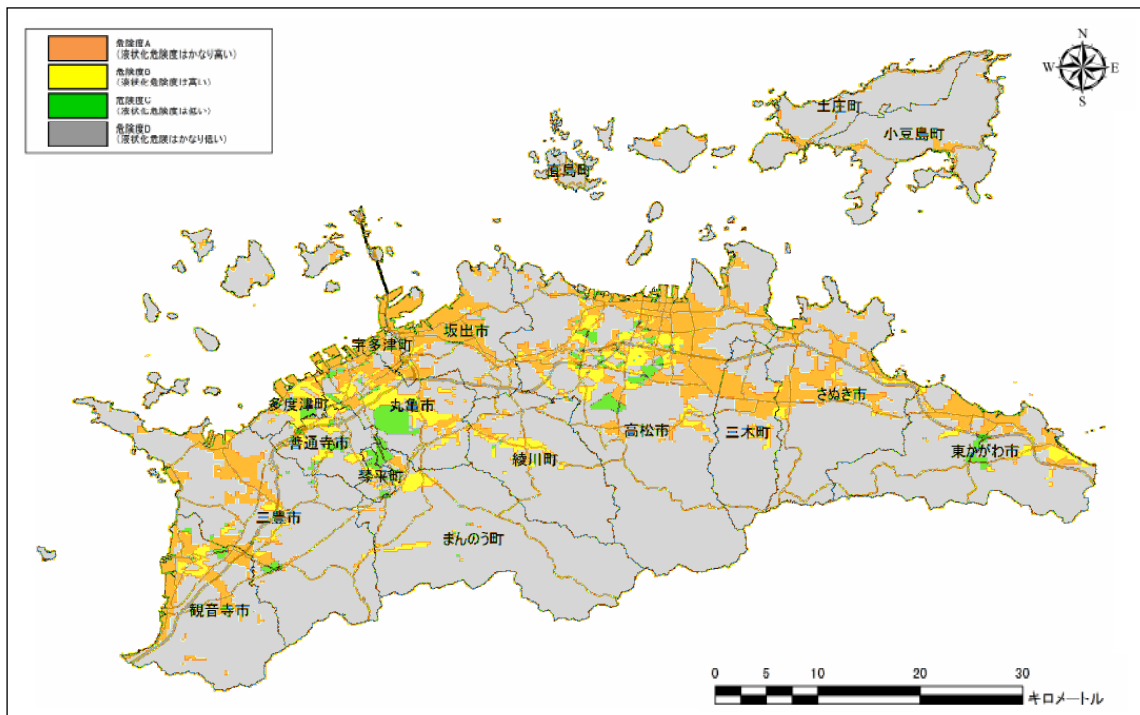 危険度A
(液状化危険度はかなり高い)
危険度B
(液状化危険度は高い)
危険度C
(液状化危険度は低い)
危険度D
(液状化危険はかなり低い)
N
W
E
S
土庄町
小豆島町
直島町
坂出市
宇多津町
さぬき市
多度津町
丸亀市
高松市
三木町
善通寺市
綾川町
東かがわ市
琴平町
三豊市
まんのう町
観音寺市
0
5
10
20
30
キロメートル